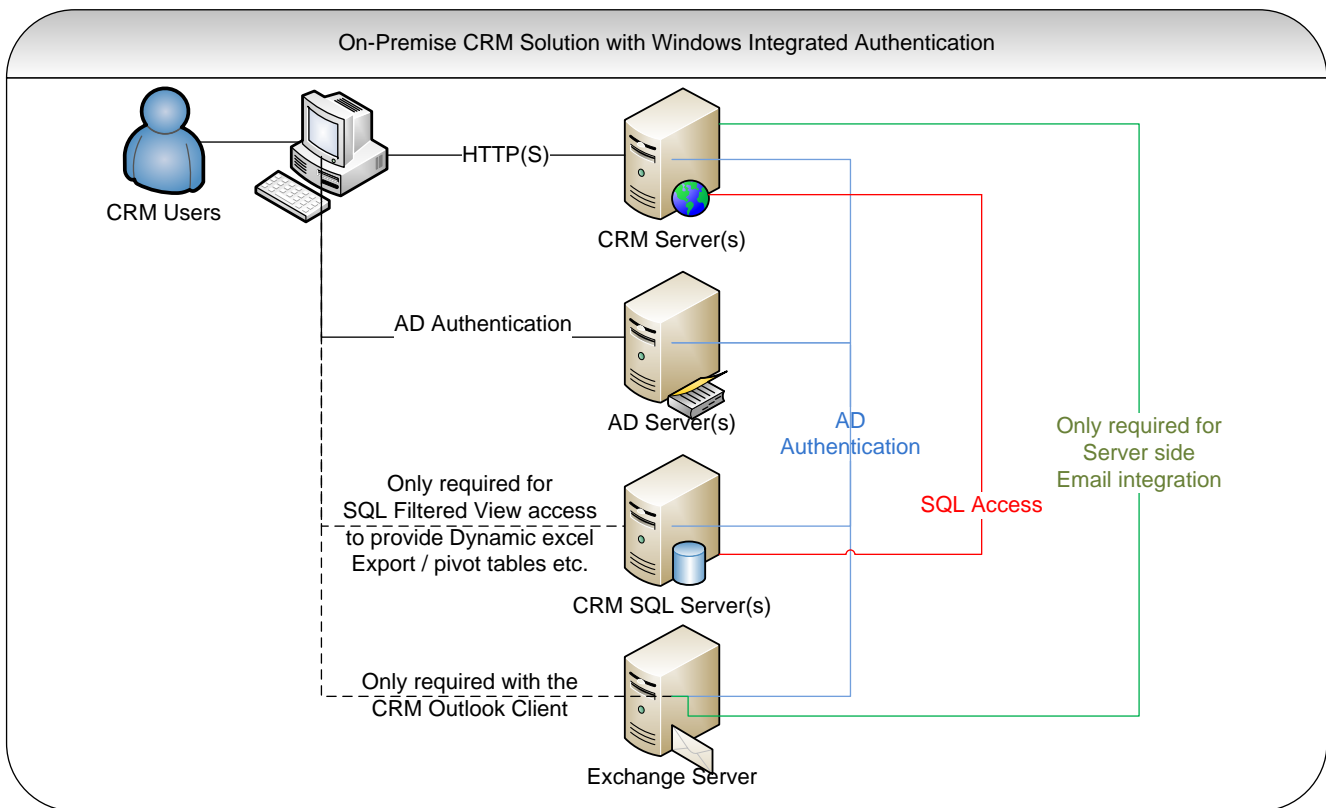 On-Premise CRM Solution with Windows Integrated Authentication
HTTP(S)
CRM Users
CRM Server(s)
AD Authentication
AD Server(s)
AD
Authentication
Only required for
Server side
Email integration
Only required for
SQL Filtered View access
to provide Dynamic excel
Export / pivot tables etc.
SQL Access
CRM SQL Server(s)
Only required with the
CRM Outlook Client
Exchange Server